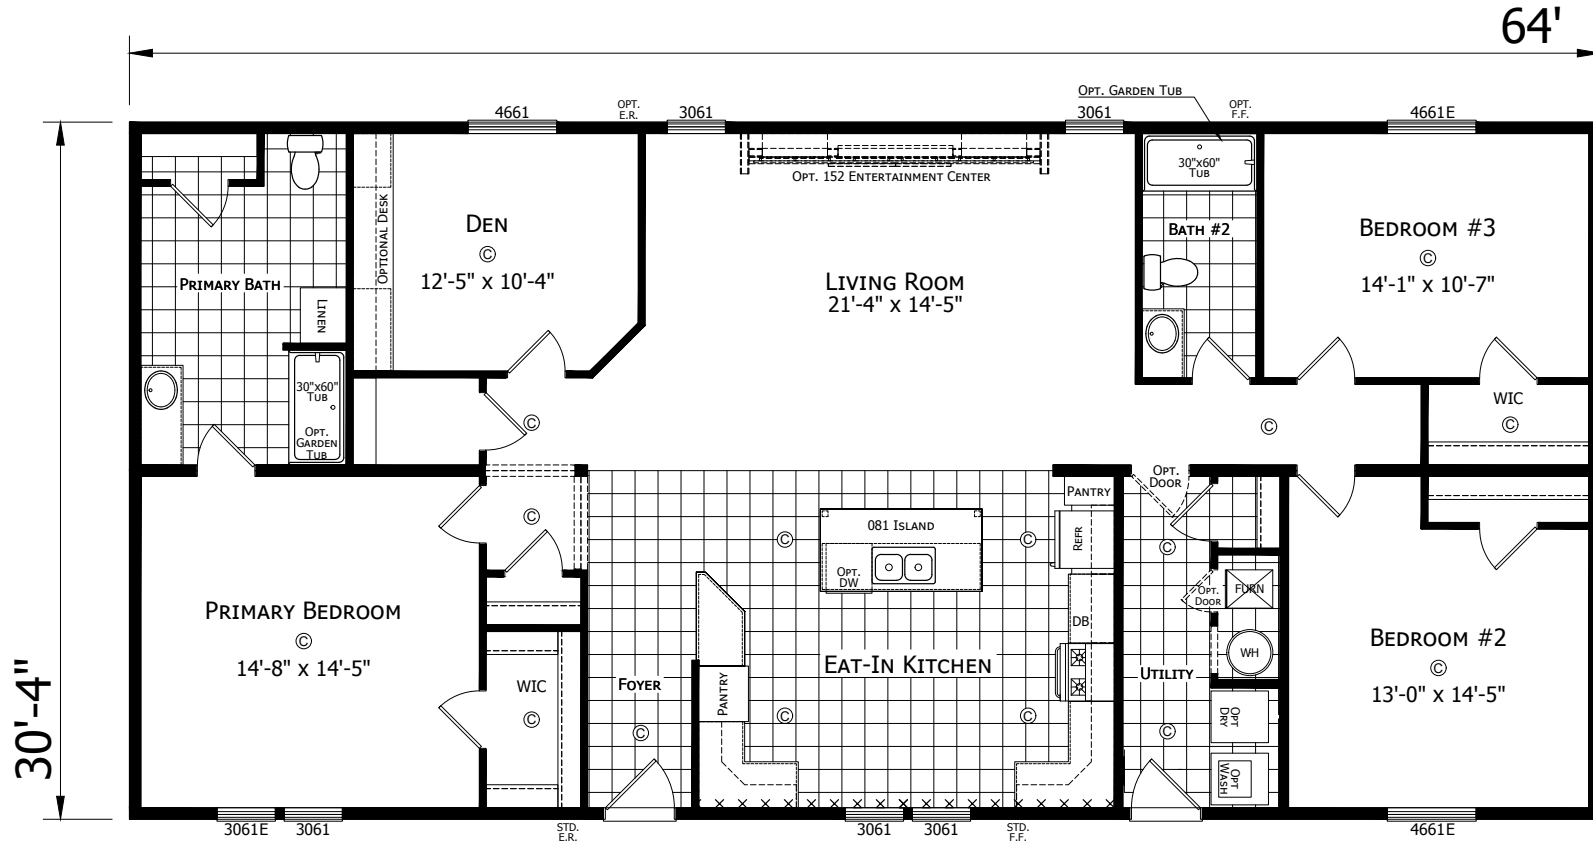 64'
30'-4"
4661
OPT.
E.R.
3061
3061
OPT. GARDEN TUB
OPT.
F.F.
4661E
OPT. 152 ENTERTAINMENT CENTER
30"x60"
TUB
DEN
©
12'-5" x 10'-4"
OPTIONAL DESK
PRIMARY BATH
LINEN
LIVING ROOM
21'-4" x 14'-5"
BATH #2
BEDROOM #3
©
14'-1" x 10'-7"
30"x60"
TUB
OPT.
GARDEN
TUB
©
©
WIC
©
PRIMARY BEDROOM
©
14'-8" x 14'-5"
©
WIC
©
FOYER
©
PANTRY
EAT-IN KITCHEN
081 ISLAND
OPT.
DW
©
©
©
©
PANTRY
REFR
DB
OPT.
DOOR
©
OPT.
DOOR
FURN
WH
UTILITY
©
OPT
DRY
OPT
WASH
BEDROOM #2
©
13'-0" x 14'-5"
3061E
3061
STD.
E.R.
3061
3061
STD.
F.F.
4661E